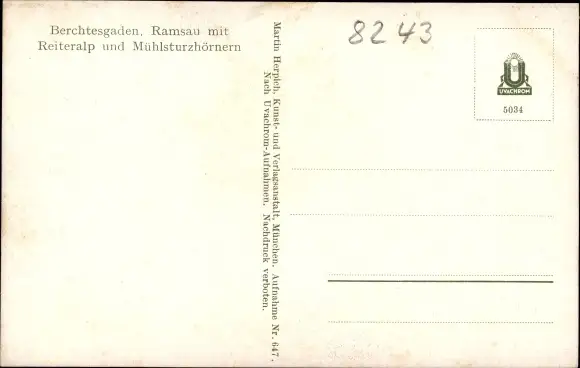 Berchtesgaden, Ramsau mit
Reiteralp und Mühlsturzhörnern
Martin Herpich, Kunst- und Verlagsanstalt, München. Aufnahme Nr. 647.
Nach Uvachrom-Aufnahmen. Nachdruck verboten.
8243
U
UVACHROM
5034